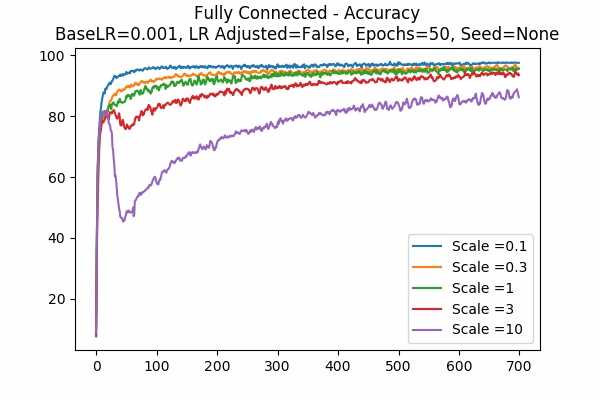 Fully Connected - Accuracy
BaseLR=0.001, LR Adjusted=False, Epochs=50, Seed=None
100
80
60
40
20
Scale =0.1
Scale =0.3
Scale =1
Scale =3
Scale =10
0 100 200 300 400 500 600 700